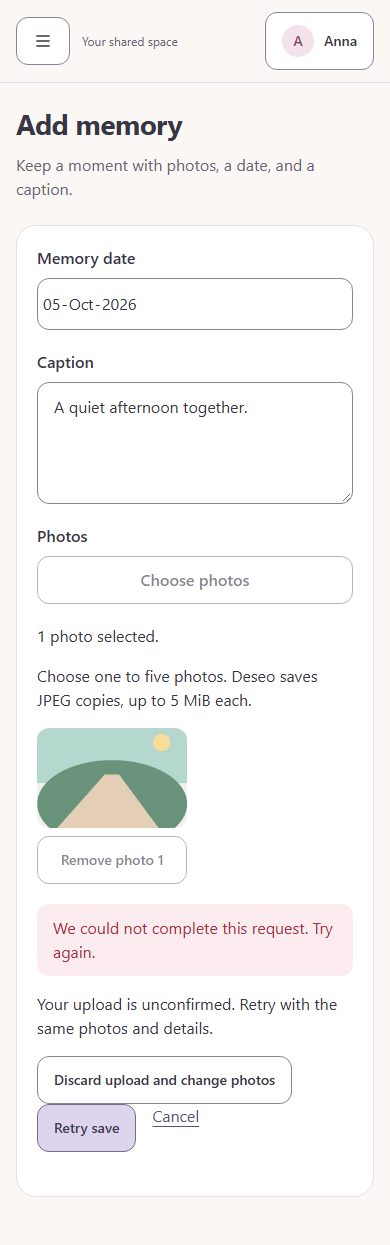 Your shared space
A
Anna
Add memory
Keep a moment with photos, a date, and a
caption.
Memory date
05-Oct-2026
Caption
A quiet afternoon together.
Photos
Choose photos
1 photo selected.
Choose one to five photos. Deseo saves
JPEG copies, up to 5 MiB each.
Remove photo 1
We could not complete this request. Try
again.
Your upload is unconfirmed. Retry with the
same photos and details.
Discard upload and change photos
Retry save
Cancel